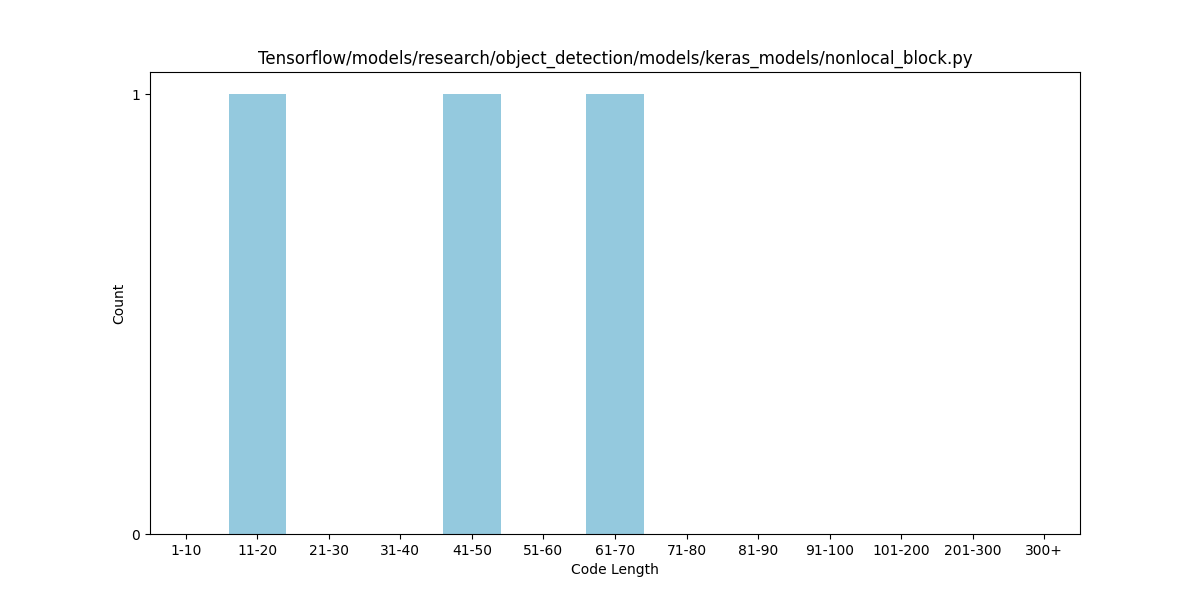 Tensorflow/models/research/object_detection/models/keras_models/nonlocal_block.py
1
Count
0
1-10 11-20 21-30 31-40 41-50 51-60 61-70 71-80 81-90 91-100 101-200 201-300 300+
Code Length